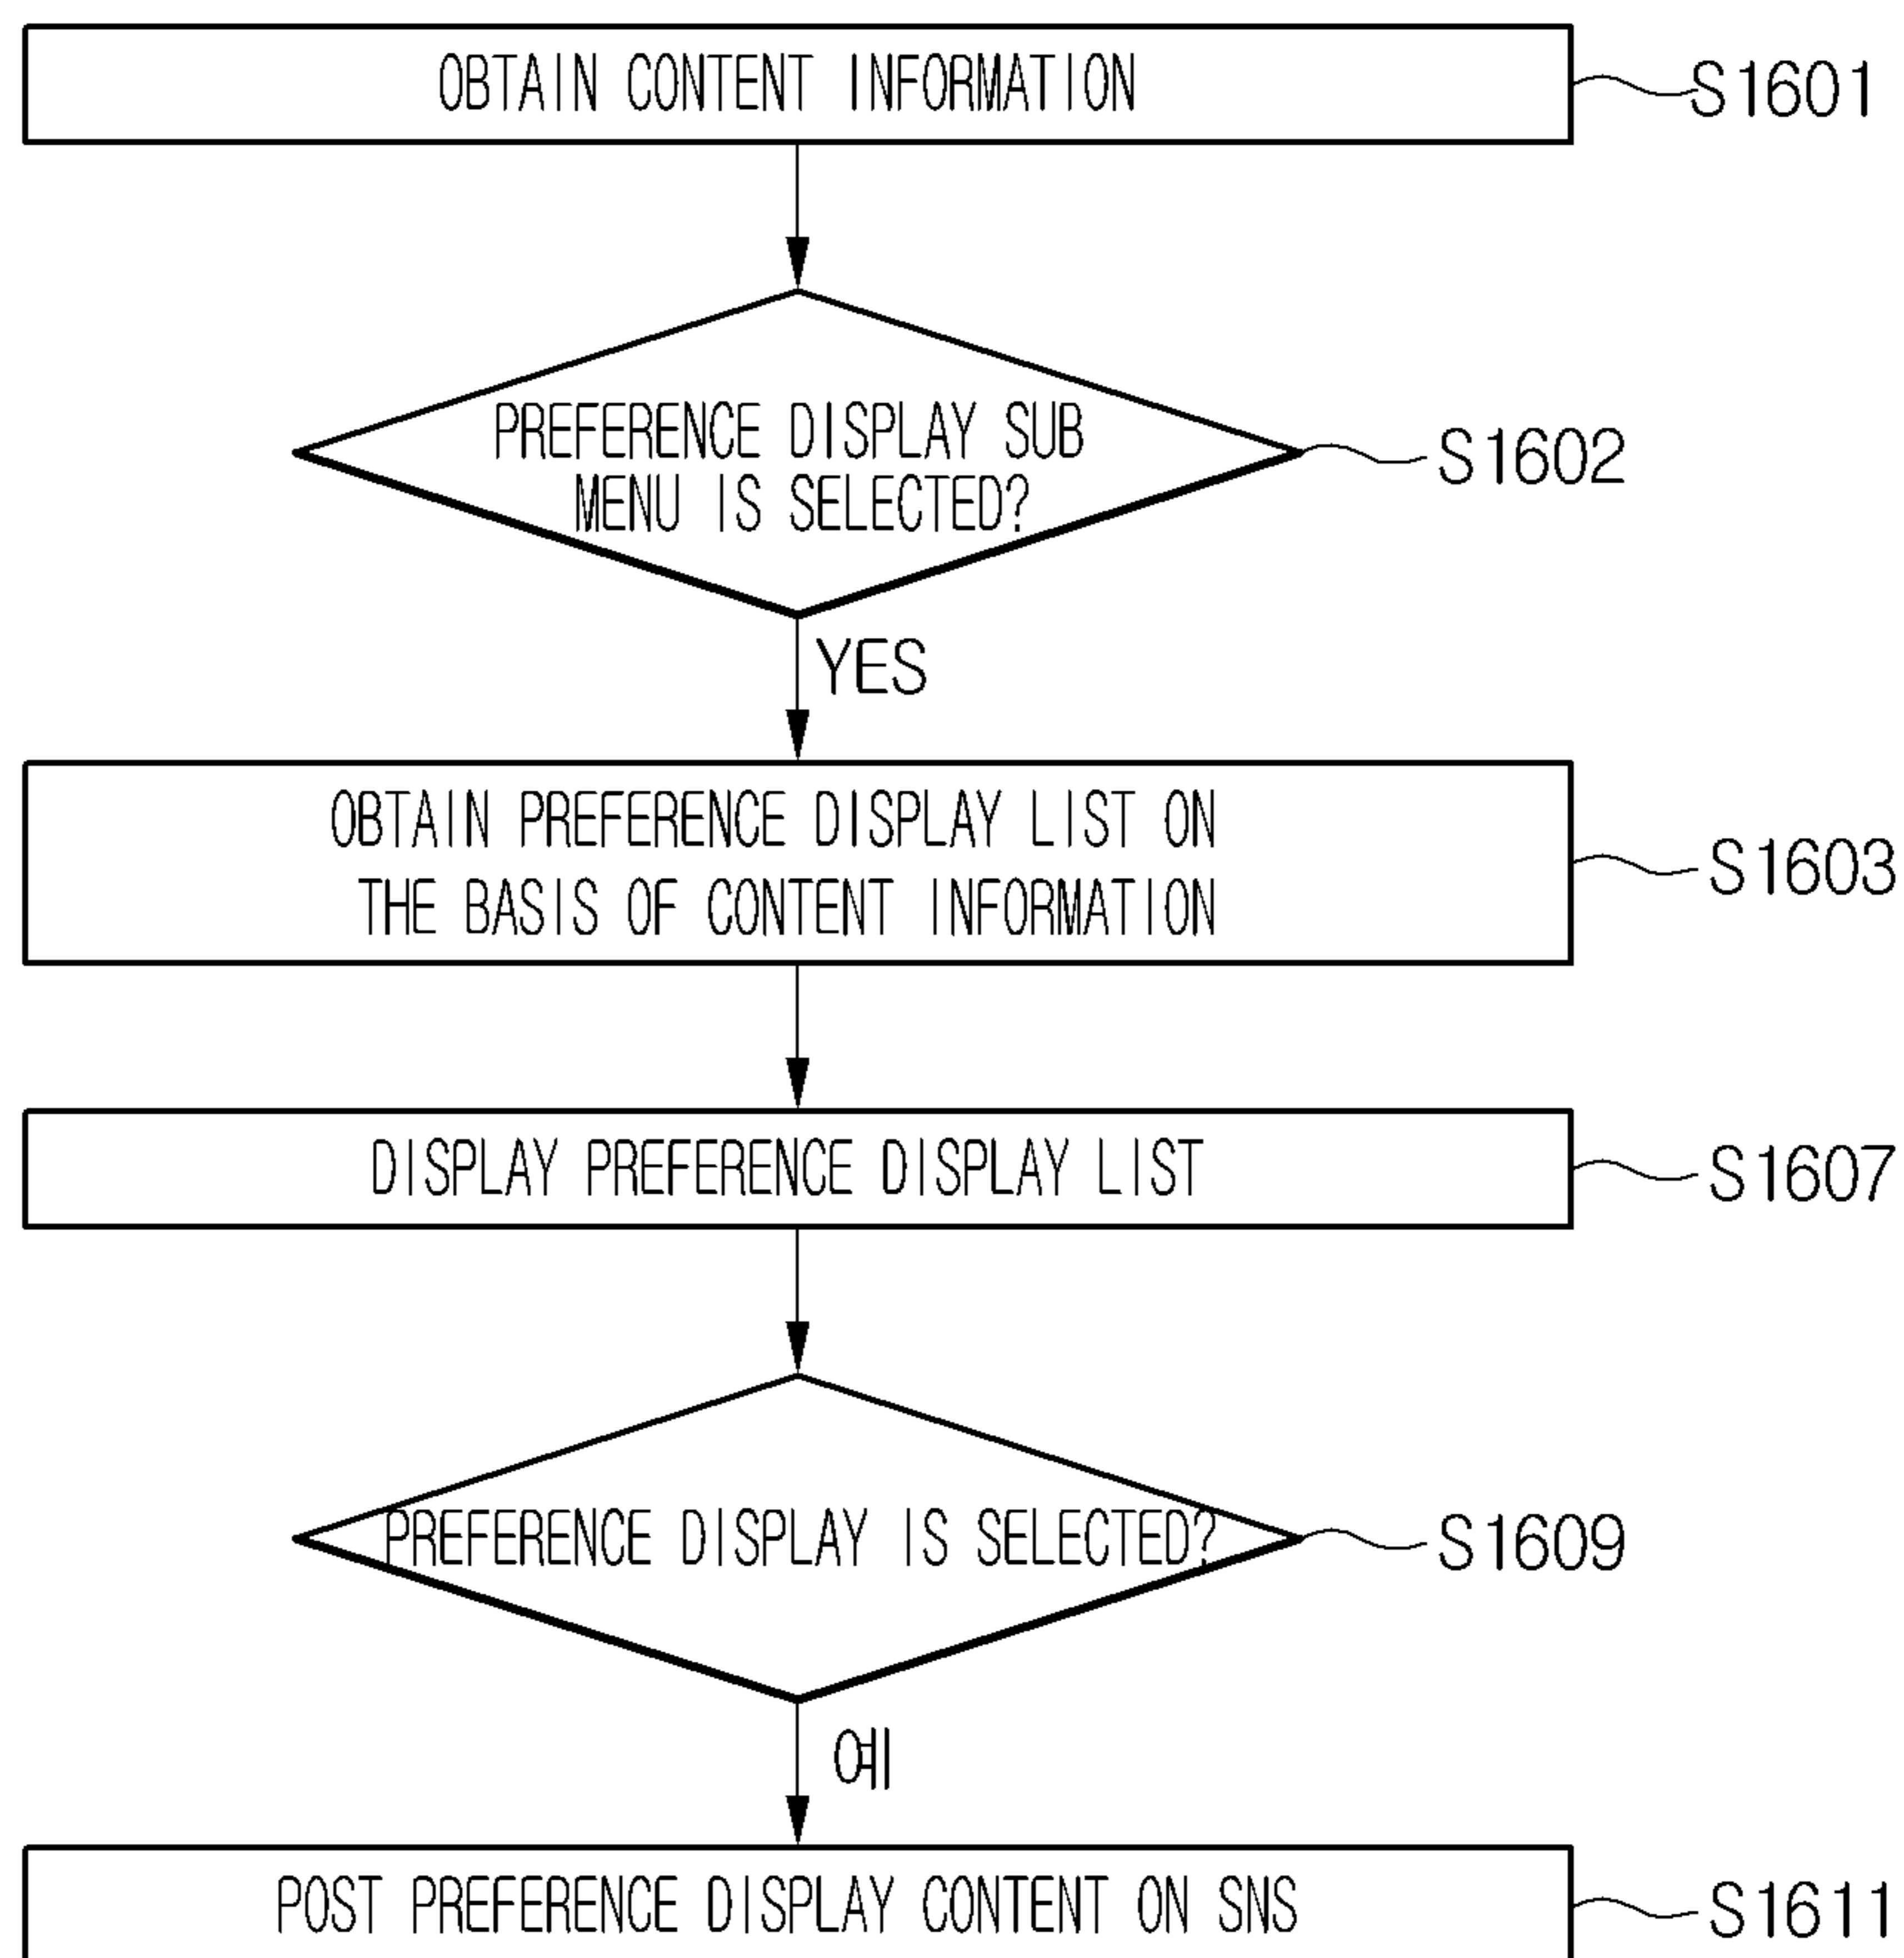 OBTAIN CONTENT INFORMATION
S1601
PREFERENCE DISPLAY SUB
MENU IS SELECTED?
S1602
YES
OBTAIN PREFERENCE DISPLAY LIST ON
THE BASIS OF CONTENT INFORMATION
S1603
DISPLAY PREFERENCE DISPLAY LIST
S1607
PREFERENCE DISPLAY IS SELECTED?
S1609
예
POST PREFERENCE DISPLAY CONTENT ON SNS
S1611